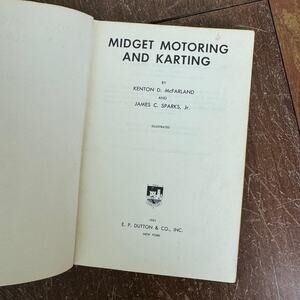 MIDGET MOTORING
AND KARTING
BY
KENTON D. McFARLAND
AND
JAMES C. SPARKS, Jr.
ILLUSTRATED
1961
E. P. DUTTON & CO., INC.
NEW YORK